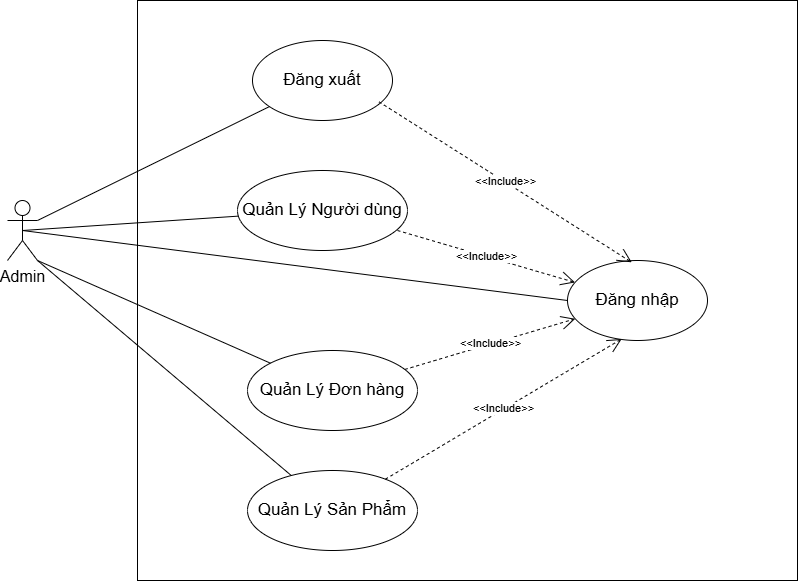 Đăng xuất
<<Include>>
Quản Lý Người dùng
<<Include>>
Admin
Đăng nhập
<<Include>>
Quản Lý Đơn hàng
<<Include>>
Quản Lý Sản Phẩm